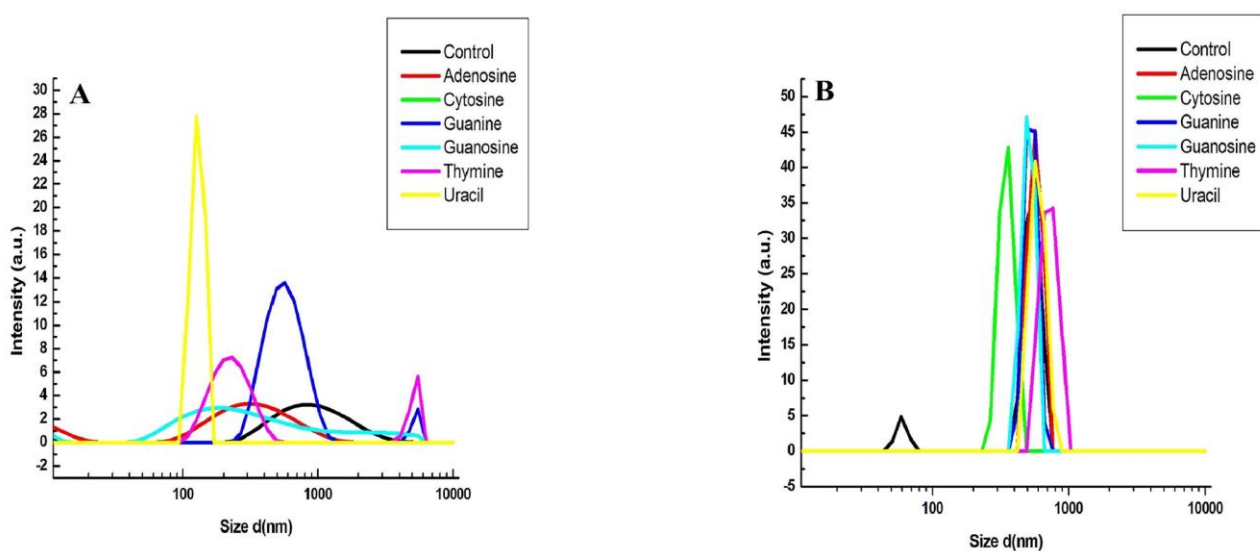 A
Control
Adenosine
Cytosine
Guanine
Guanosine
Thymine
Uracil
30
28
26
24
22
20
18
16
14
12
10
8
6
4
2
0
-2
Intensity (a.u.)
100
1000
10000
Size d(nm)
B
Control
Adenosine
Cytosine
Guanine
Guanosine
Thymine
Uracil
50
45
40
35
30
25
20
15
10
5
0
-5
Intensity (a.u.)
100
1000
10000
Size d(nm)